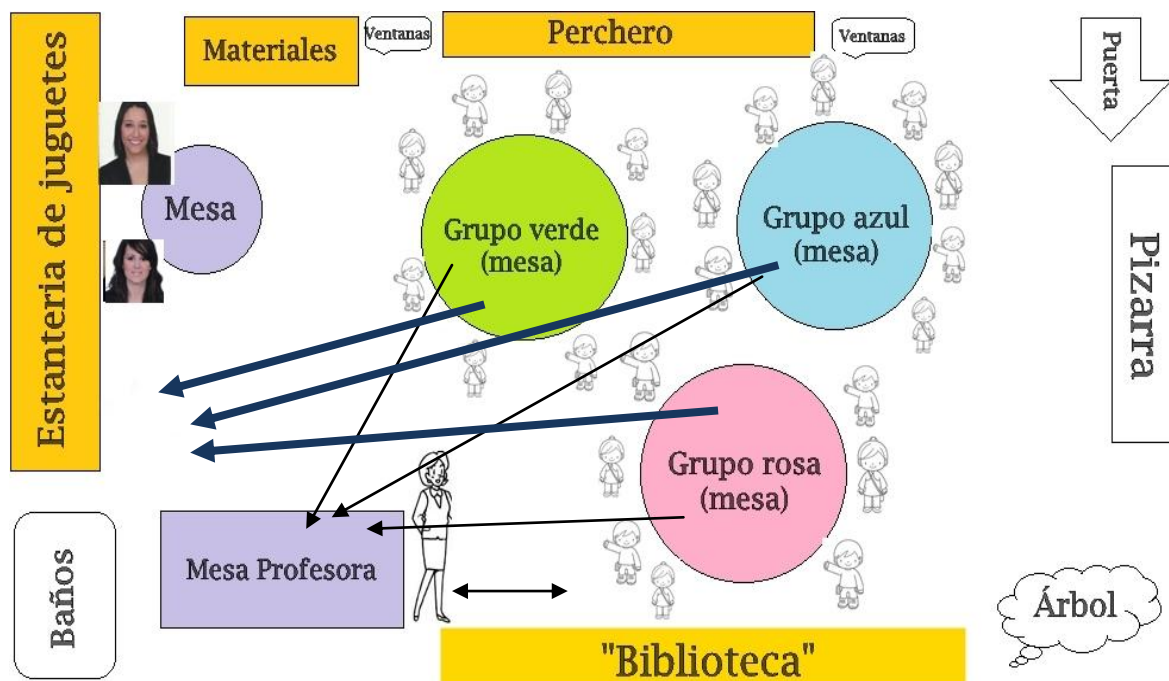 Materiales
Ventanas
Perchero
Ventanas
Puerta
Estanteria de juguetes
Mesa
Grupo verde
(mesa)
Grupo azul
(mesa)
Pizarra
Grupo rosa
(mesa)
Baños
Mesa Profesora
Árbol
"Biblioteca"